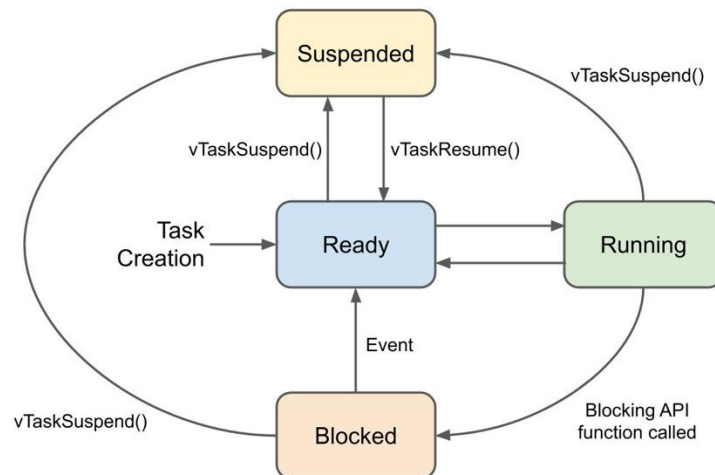 Suspended
vTaskSuspend()
vTaskSuspend()
vTaskResume()
Task
Creation
Ready
Running
Event
vTaskSuspend()
Blocked
Blocking API
function called